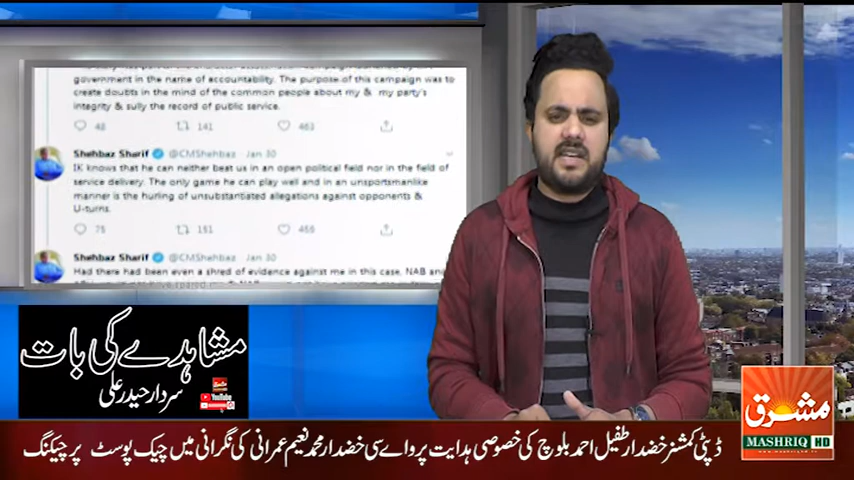 government in the name of accountability. The purpose of this campaign was to
create doubts in the mind of the common people about my & my party's
integrity & sully the record of public service.
48 141 463
Shehbaz Sharif @CMShehbaz · Jan 30
IK knows that he can neither beat us in an open political field nor in the field of
service delivery. The only game he can play well and in an unsportsmanlike
manner is the hurling of unsubstantiated allegations against opponents &
U-turns.
75 151 455
Shehbaz Sharif @CMShehbaz · Jan 30
Had there had been even a shred of evidence against me in this case, NAB and
مشاہدے کی بات
سردار حیدر علی
YouTube
مشرق
MASHRIQ HD
ڈپٹی کمشنر خضدار طفیل احمد بلوچ کی خصوصی ہدایت پر واے سی خضدار محمد نعیم عمرانی کی نگرانی میں چیک پوسٹ پر چیکنگ